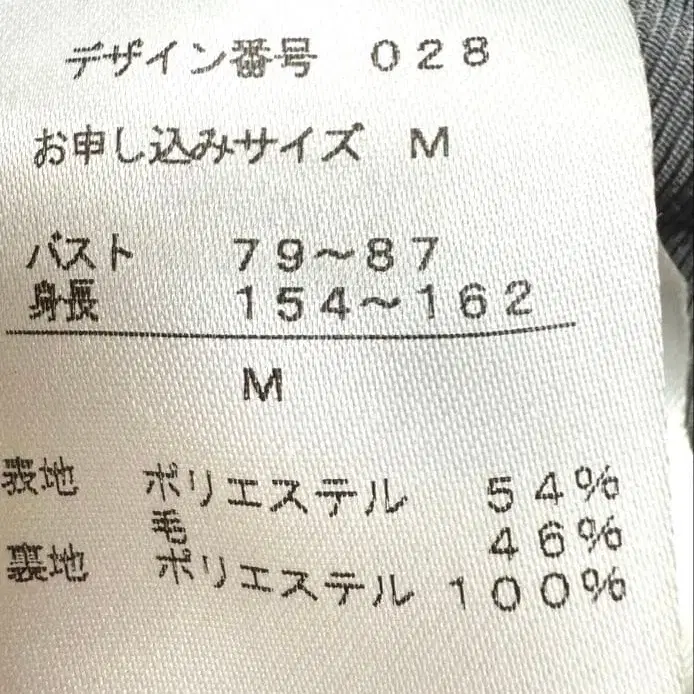 デザイン番号　028
お申し込みサイズ　M
バスト　79〜87
身長　154〜162
M
表地　ポリエステル　54%
毛　46%
裏地　ポリエステル　100%